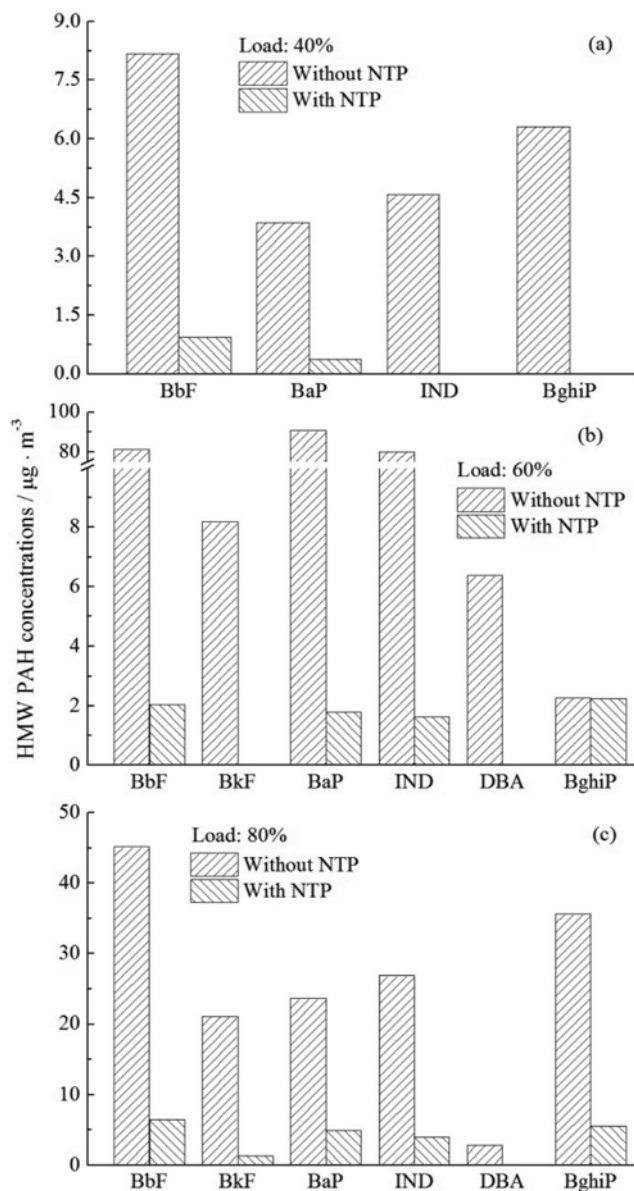 HMW PAH concentrations / μg · m⁻³
(a)
Load: 40%
Without NTP
With NTP
9.0
7.5
6.0
4.5
3.0
1.5
0.0
BbF BaP IND BghiP
(b)
Load: 60%
Without NTP
With NTP
100
80
8
6
4
2
0
BbF BkF BaP IND DBA BghiP
(c)
Load: 80%
Without NTP
With NTP
50
40
30
20
10
0
BbF BkF BaP IND DBA BghiP